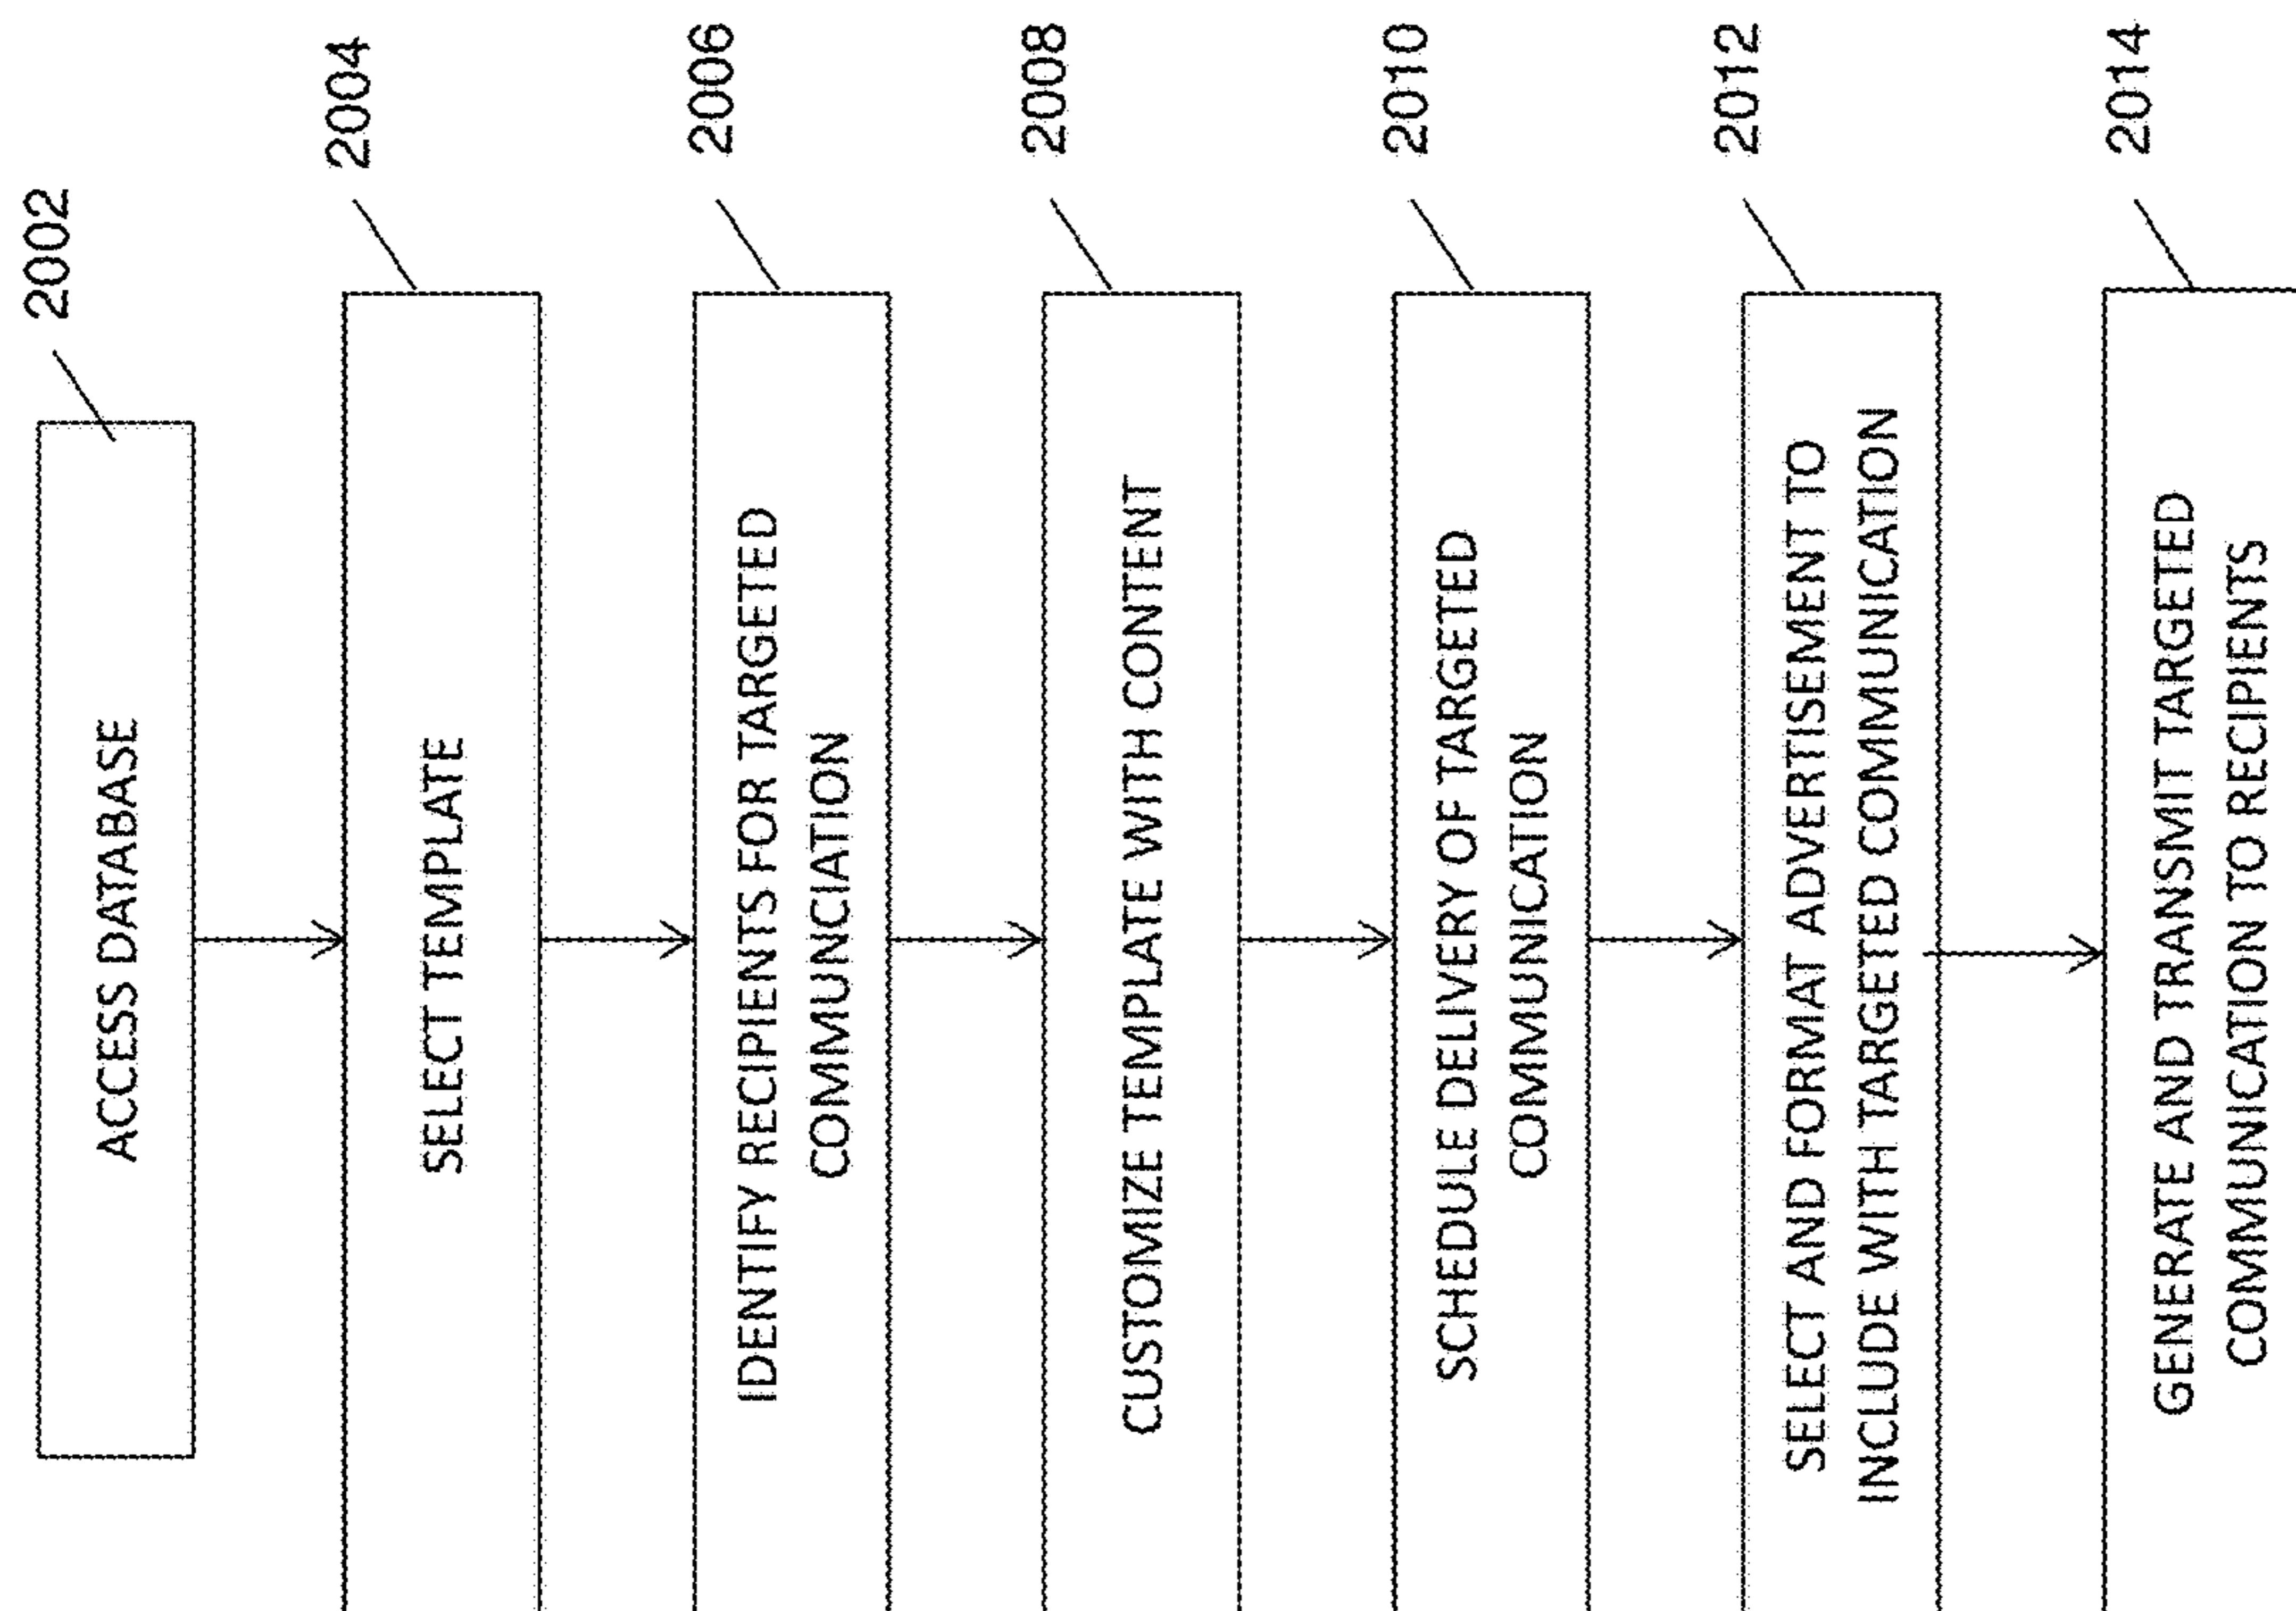 2002
ACCESS DATABASE
2004
SELECT TEMPLATE
2006
IDENTIFY RECIPIENTS FOR TARGETED
COMMUNCIATION
2008
CUSTOMIZE TEMPLATE WITH CONTENT
2010
SCHEDULE DELIVERY OF TARGETED
COMMUNICATION
2012
SELECT AND FORMAT ADVERTISEMENT TO
INCLUDE WITH TARGETED COMMUNICATION
2014
GENERATE AND TRANSMIT TARGETED
COMMUNICATION TO RECIPIENTS